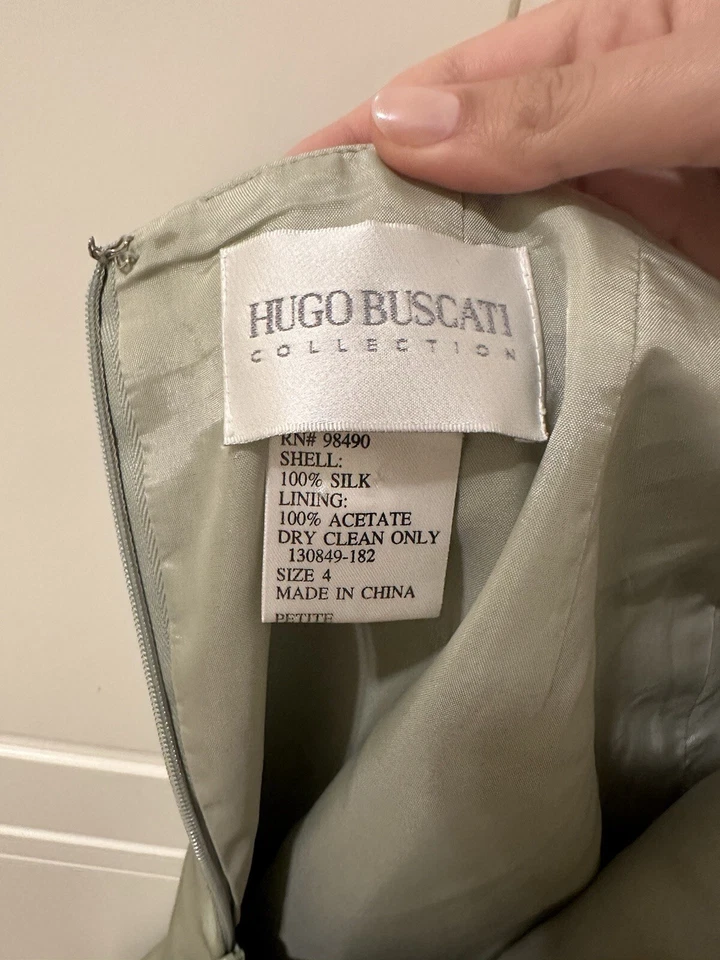 HUGO BUSCATI
COLLECTION
RN# 98490
SHELL:
100% SILK
LINING:
100% ACETATE
DRY CLEAN ONLY
130849-182
SIZE 4
MADE IN CHINA
PETITE